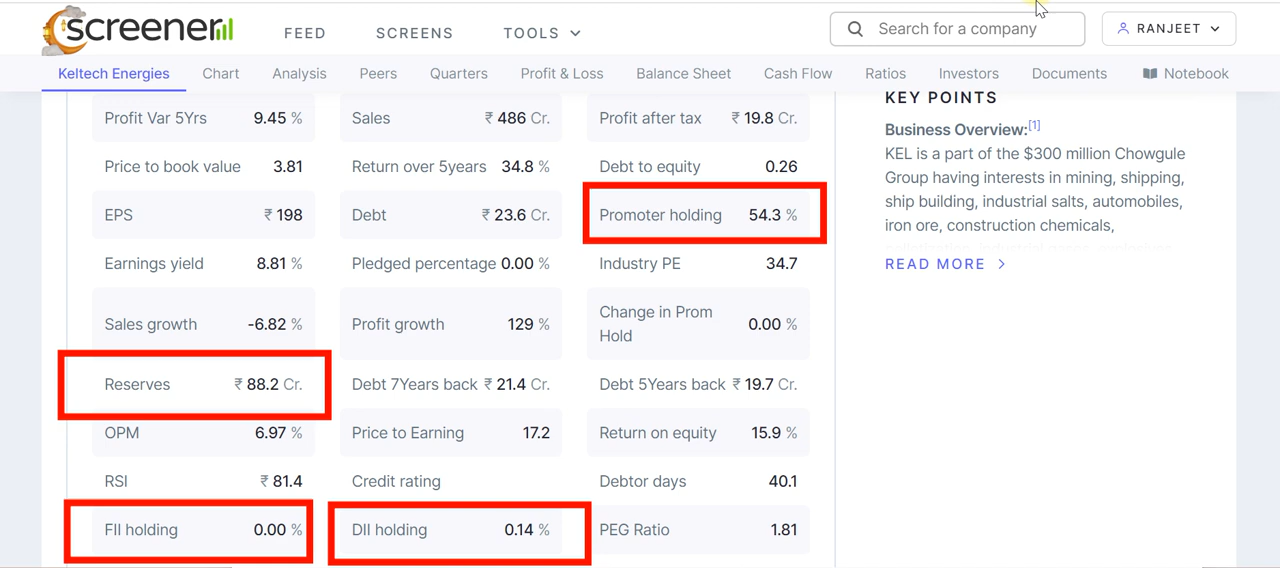 screener
FEED
SCREENS
TOOLS
Search for a company
RANJEET
Keltech Energies
Chart
Analysis
Peers
Quarters
Profit & Loss
Balance Sheet
Cash Flow
Ratios
Investors
Documents
Notebook
Profit Var 5Yrs 9.45 %
Sales ₹ 486 Cr.
Profit after tax ₹ 19.8 Cr.
Price to book value 3.81
Return over 5years 34.8 %
Debt to equity 0.26
EPS ₹ 198
Debt ₹ 23.6 Cr.
Promoter holding 54.3 %
Earnings yield 8.81 %
Pledged percentage 0.00 %
Industry PE 34.7
Sales growth -6.82 %
Profit growth 129 %
Change in Prom
Hold 0.00 %
Reserves ₹ 88.2 Cr.
Debt 7Years back ₹ 21.4 Cr.
Debt 5Years back ₹ 19.7 Cr.
OPM 6.97 %
Price to Earning 17.2
Return on equity 15.9 %
RSI ₹ 81.4
Credit rating
Debtor days 40.1
FII holding 0.00 %
DII holding 0.14 %
PEG Ratio 1.81
KEY POINTS
Business Overview:[1]
KEL is a part of the $300 million Chowgule
Group having interests in mining, shipping,
ship building, industrial salts, automobiles,
iron ore, construction chemicals,
READ MORE